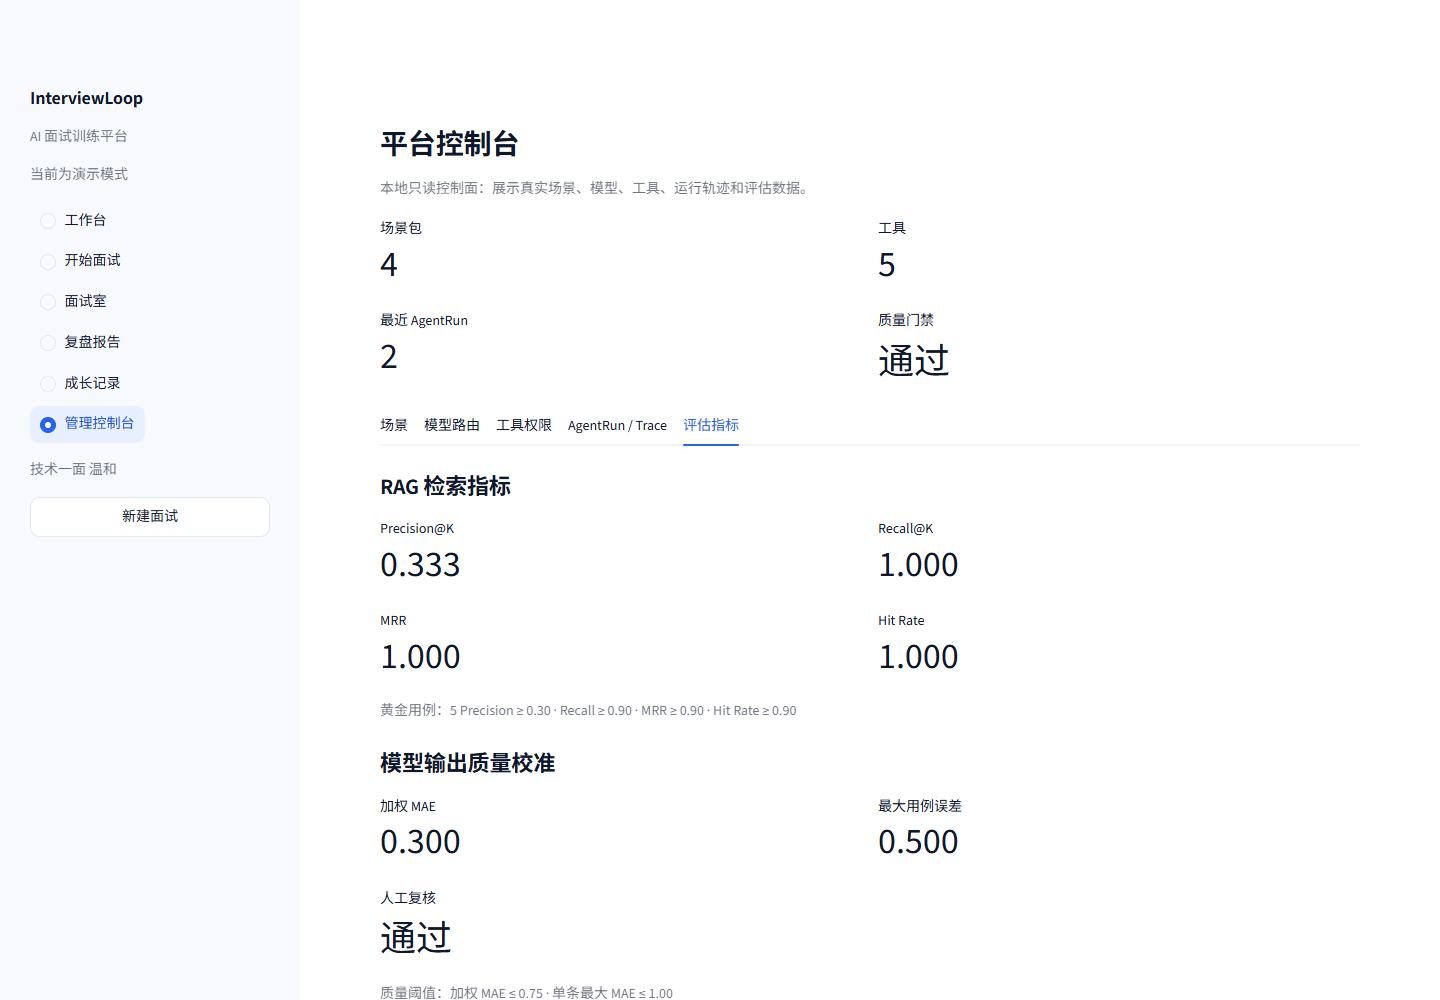 InterviewLoop
AI 面试训练平台
当前为演示模式
工作台
开始面试
面试室
复盘报告
成长记录
管理控制台
技术一面 温和
新建面试
平台控制台
本地只读控制面：展示真实场景、模型、工具、运行轨迹和评估数据。
场景包
4
工具
5
最近 AgentRun
2
质量门禁
通过
场景 模型路由 工具权限 AgentRun / Trace 评估指标
RAG 检索指标
Precision@K
0.333
Recall@K
1.000
MRR
1.000
Hit Rate
1.000
黄金用例：5 Precision ≥ 0.30 · Recall ≥ 0.90 · MRR ≥ 0.90 · Hit Rate ≥ 0.90
模型输出质量校准
加权 MAE
0.300
最大用例误差
0.500
人工复核
通过
质量阈值：加权 MAE ≤ 0.75 · 单条最大 MAE ≤ 1.00